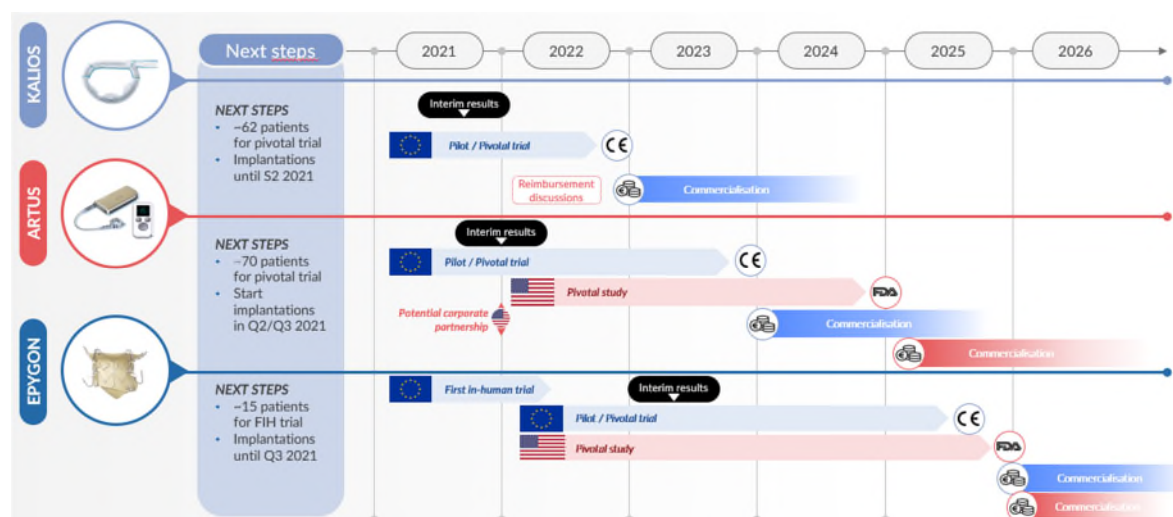 Next steps
2021
2022
2023
2024
2025
2026
KALIOS
NEXT STEPS
• ~62 patients
for pivotal trial
• Implantations
until S2 2021
Interim results
Pilot / Pivotal trial
CE
Reimbursement
discussions
Commercialisation
ARTUS
NEXT STEPS
• ~70 patients
for pivotal trial
• Start
implantations
in Q2/Q3 2021
Interim results
Pilot / Pivotal trial
CE
Pivotal study
FDA
Potential corporate
partnership
Commercialisation
Commercialisation
EPYGON
NEXT STEPS
• ~15 patients
for FIH trial
• Implantations
until Q3 2021
First in-human trial
Interim results
Pilot / Pivotal trial
CE
Pivotal study
FDA
Commercialisation
Commercialisation